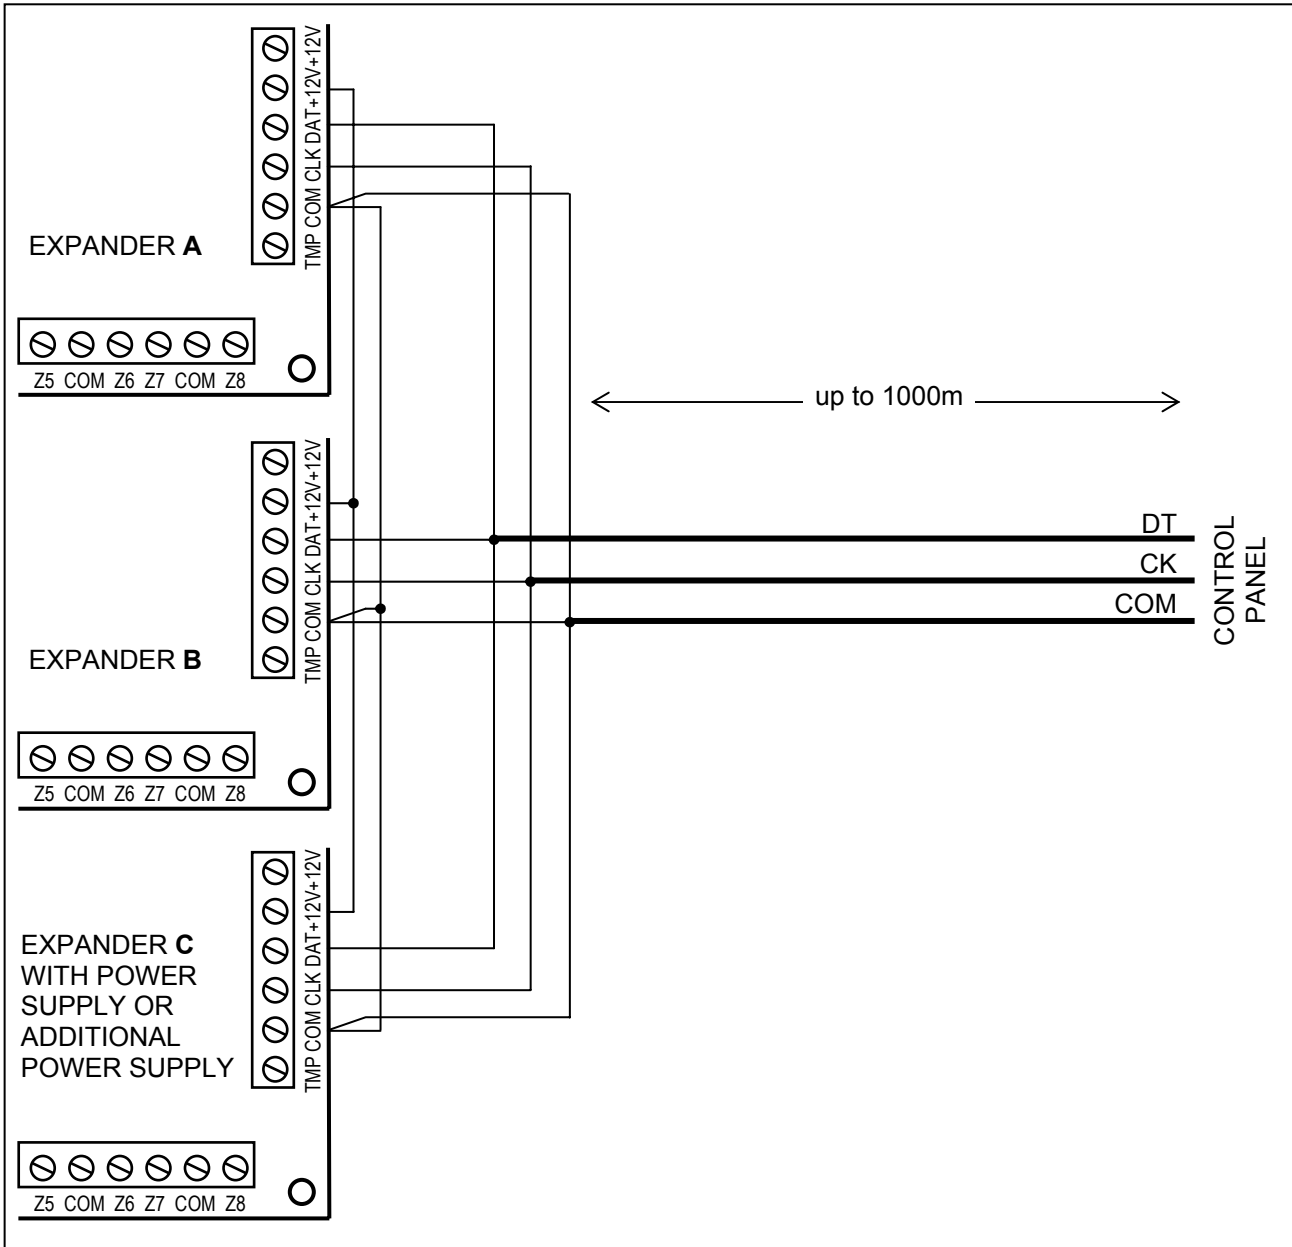 TMP COM CLK DAT+12V+12V
EXPANDER A
Z5 COM Z6 Z7 COM Z8
up to 1000m
TMP COM CLK DAT+12V+12V
DT
CK
COM
CONTROL
PANEL
EXPANDER B
Z5 COM Z6 Z7 COM Z8
TMP COM CLK DAT+12V+12V
EXPANDER C
WITH POWER
SUPPLY OR
ADDITIONAL
POWER SUPPLY
Z5 COM Z6 Z7 COM Z8